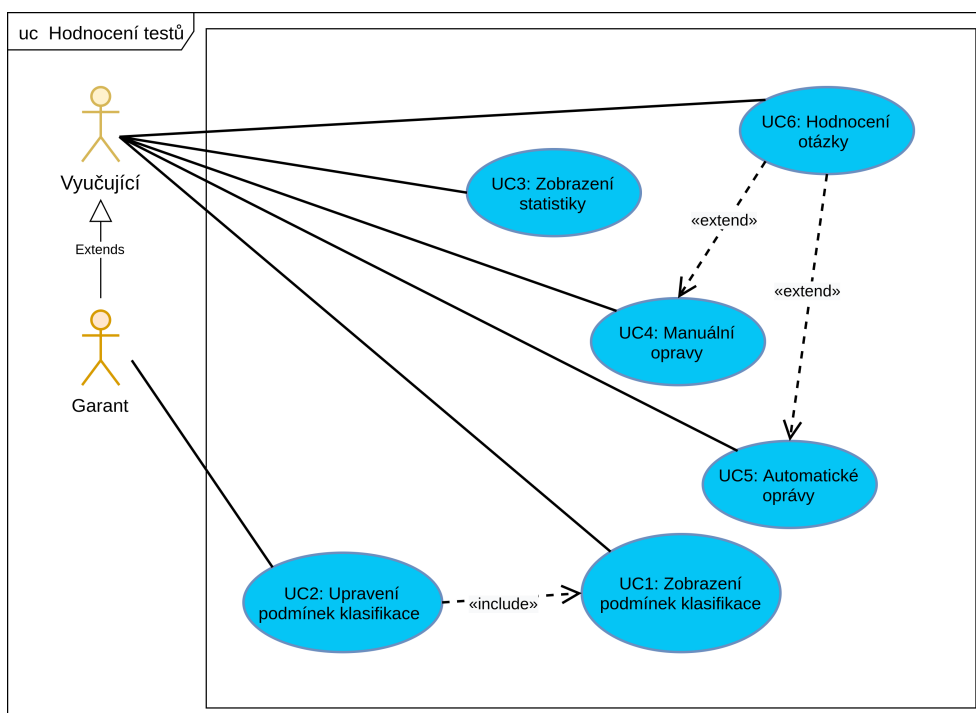 uc Hodnocení testů
Vyučující
Extends
Garant
UC6: Hodnocení
otázky
UC3: Zobrazení
statistiky
«extend»
«extend»
UC4: Manuální
opravy
UC5: Automatické
oprávy
UC2: Upravení
podmínek klasifikace
«include»
UC1: Zobrazení
podmínek klasifikace